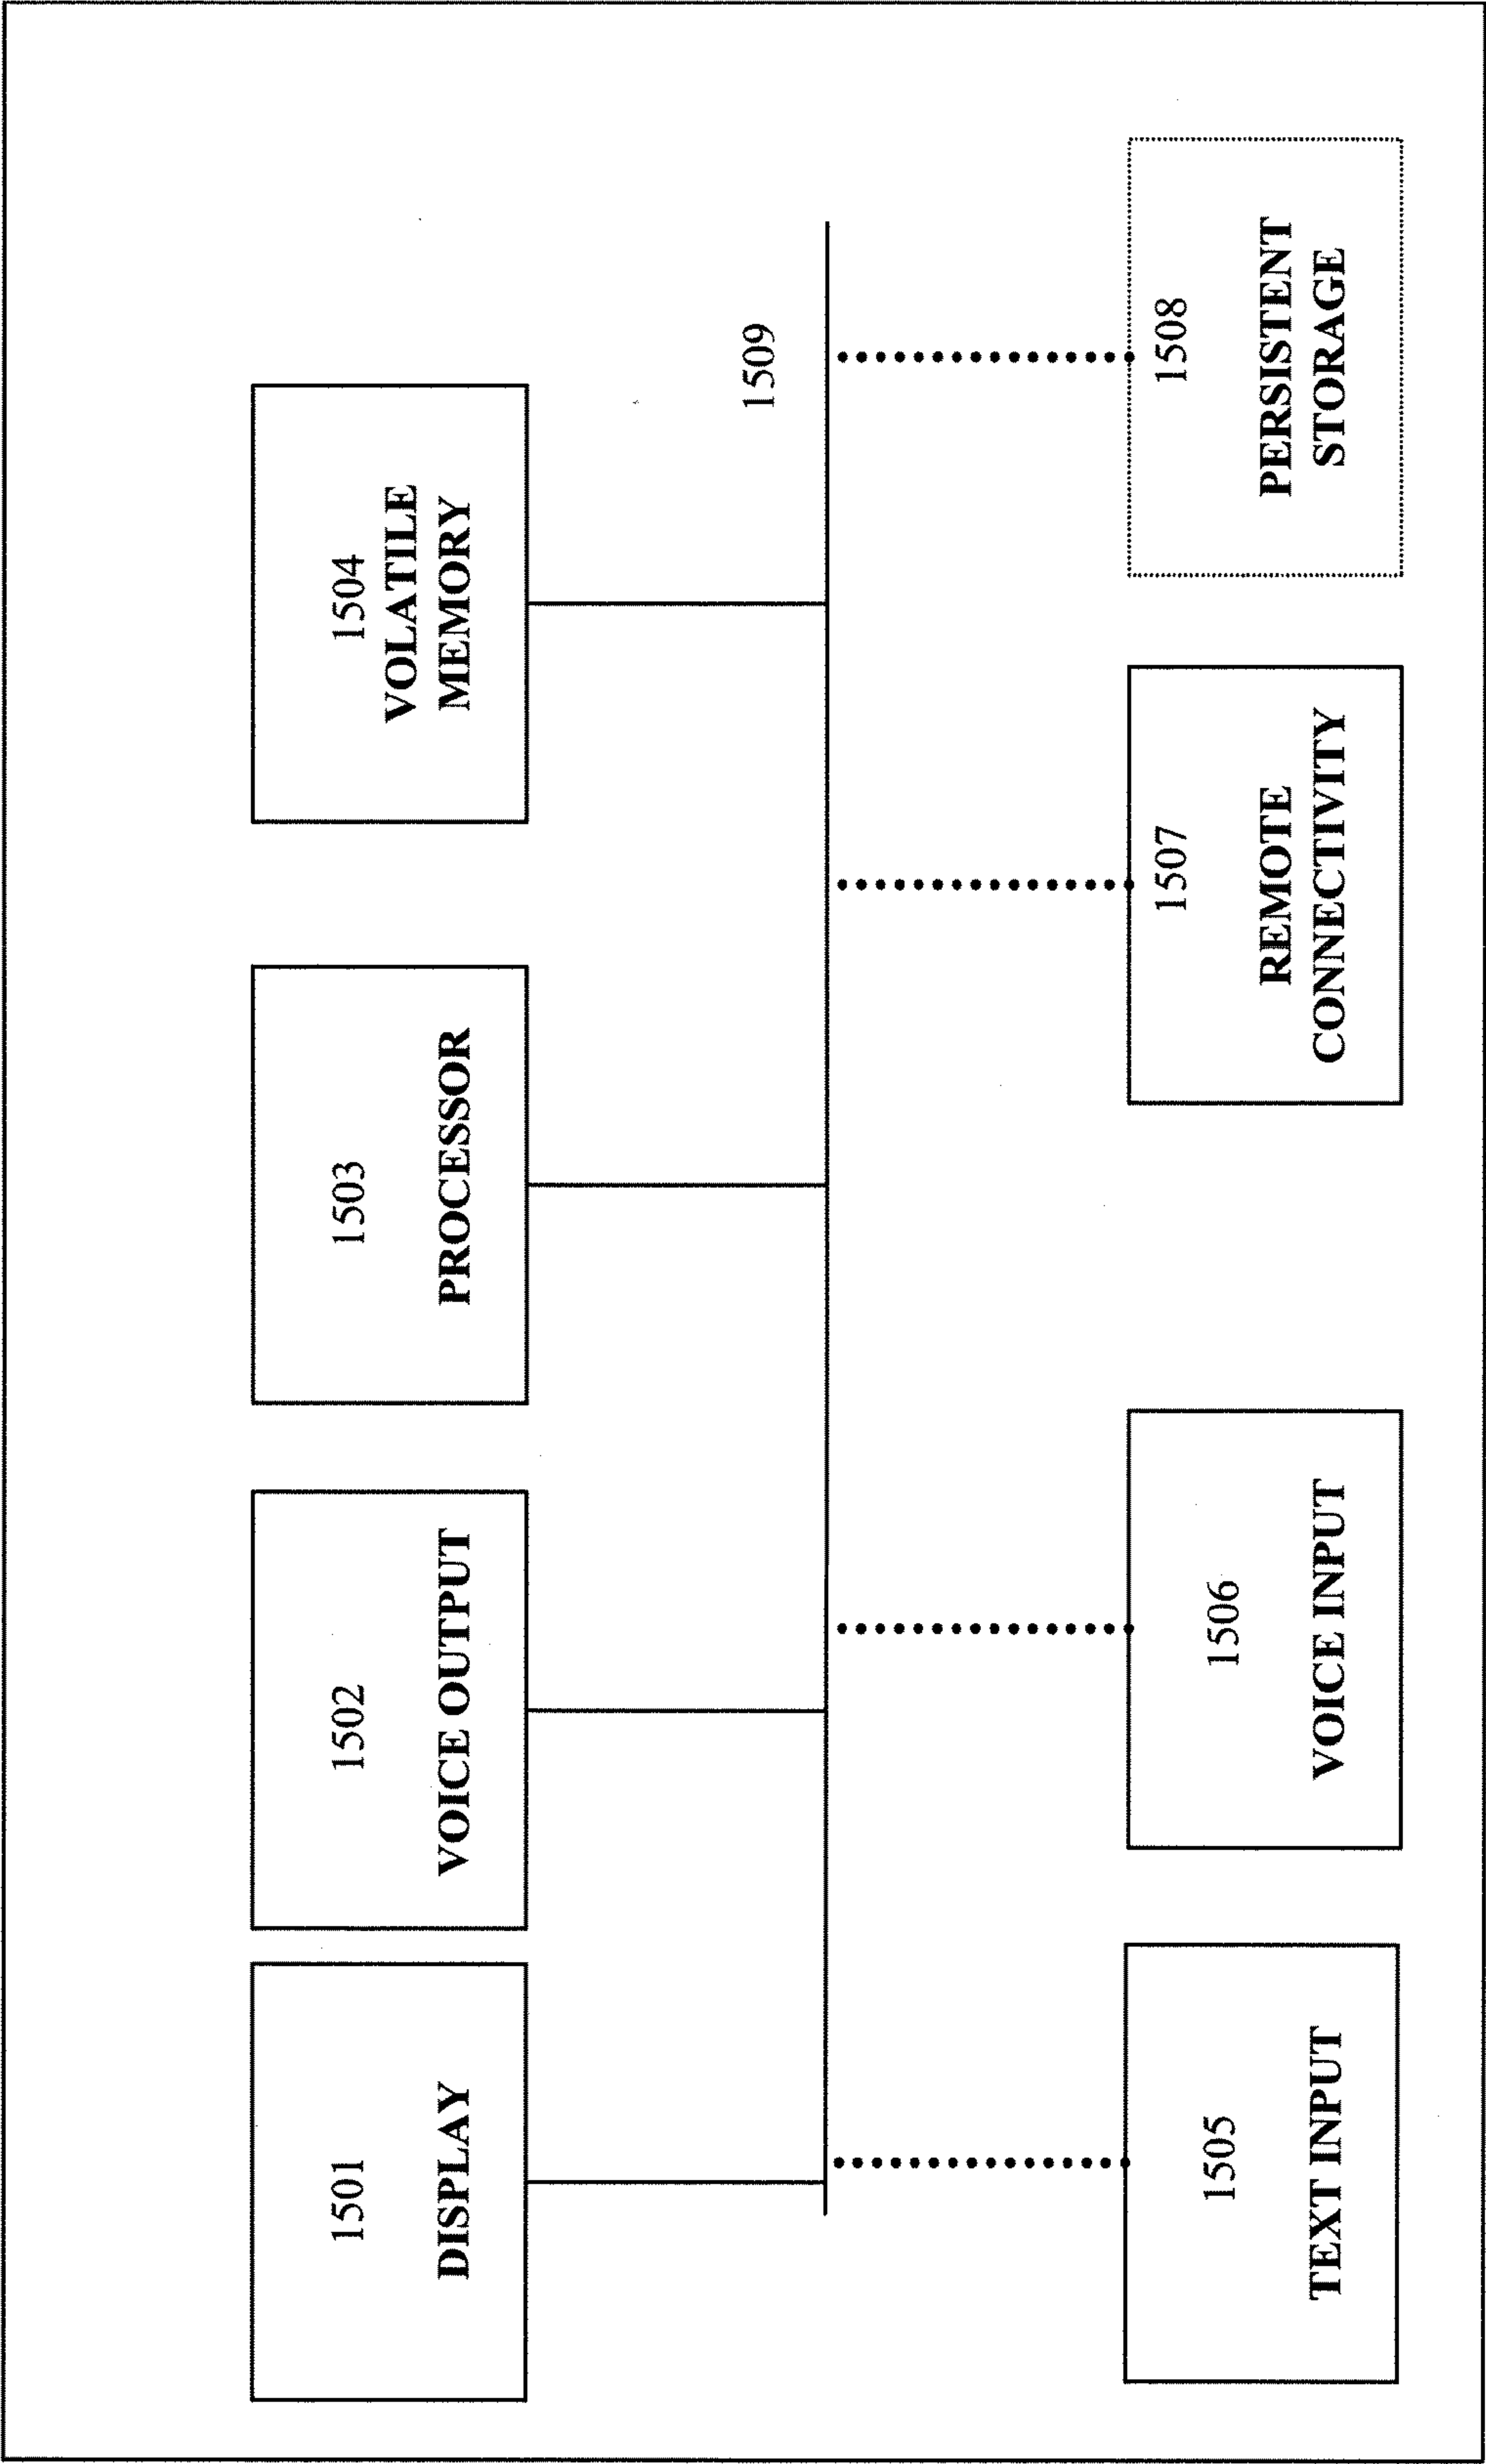 1501
DISPLAY
1502
VOICE OUTPUT
1503
PROCESSOR
1504
VOLATILE
MEMORY
1509
1505
TEXT INPUT
1506
VOICE INPUT
1507
REMOTE
CONNECTIVITY
1508
PERSISTENT
STORAGE